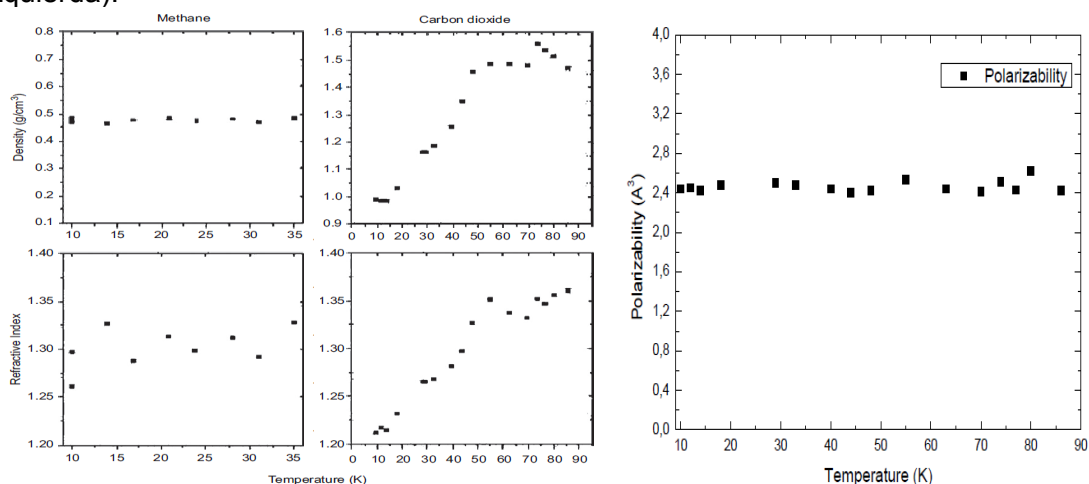 izquierda).
Methane
Carbon dioxide
Density (g/cm³)
0.8
0.7
0.6
0.5
0.4
0.3
0.2
0.1
10 15 20 25 30 35
1.6
1.5
1.4
1.3
1.2
1.1
1.0
0.9
0 10 20 30 40 50 60 70 80 90
Refractive Index
1.40
1.35
1.30
1.25
1.20
10 15 20 25 30 35
1.40
1.35
1.30
1.25
1.20
0 10 20 30 40 50 60 70 80 90
Temperature (K)
Polarizability
Polarizability (A³)
4,0
3,6
3,2
2,8
2,4
2,0
1,6
1,2
0,8
0,4
0,0
10 20 30 40 50 60 70 80 90
Temperature (K)